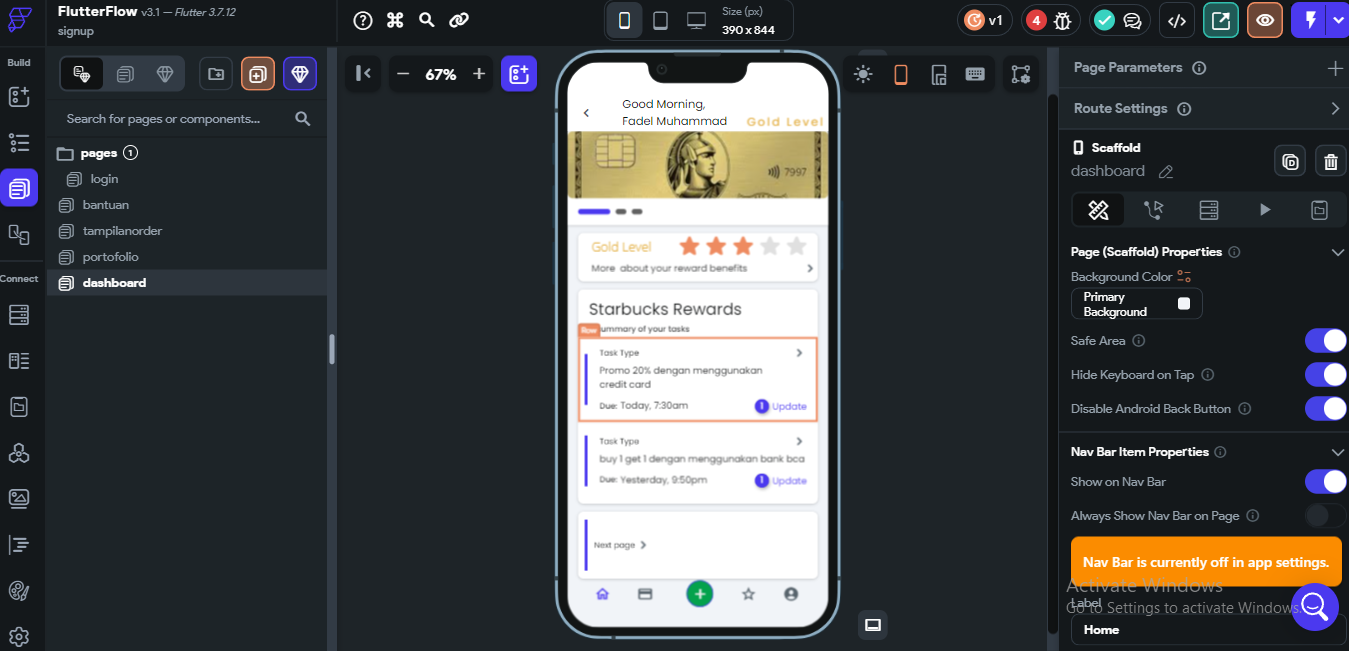 FlutterFlow v3.1 — Flutter 3.7.12
signup
Size (px)
390 x 844
v1
4
Build
67%
Search for pages or components...
pages 1
login
bantuan
tampilanorder
portofolio
dashboard
Connect
Good Morning,
Fadel Muhammad
Gold Level
7997
Gold Level
More about your reward benefits
Starbucks Rewards
Row
ummary of your tasks
Task Type
Promo 20% dengan menggunakan
credit card
Due: Today, 7:30am
1 Update
Task Type
buy 1 get 1 dengan menggunakan bank bca
Due: Yesterday, 9:50pm
1 Update
Next page
Page Parameters
Route Settings
Scaffold
dashboard
Page (Scaffold) Properties
Background Color
Primary
Background
Safe Area
Hide Keyboard on Tap
Disable Android Back Button
Nav Bar Item Properties
Show on Nav Bar
Always Show Nav Bar on Page
Nav Bar is currently off in app settings.
Activate Windows
Label
Go to Settings to activate Windows.
Home